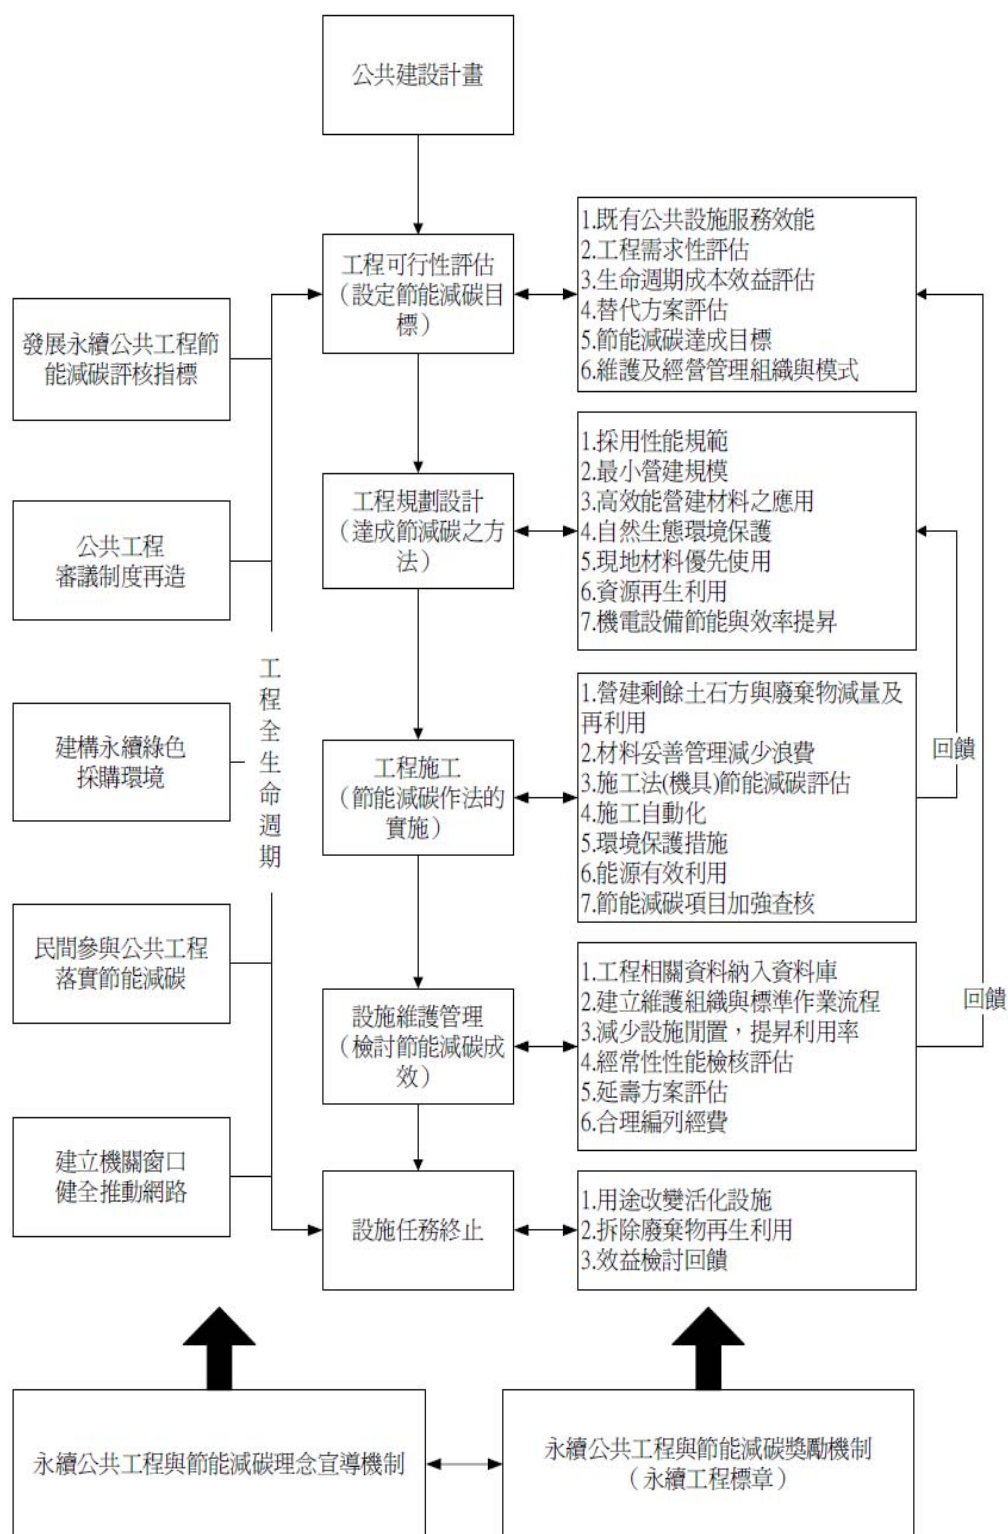 公共建設計畫
工程可行性評估
（設定節能減碳目
標）
1.既有公共設施服務效能
2.工程需求性評估
3.生命週期成本效益評估
4.替代方案評估
5.節能減碳達成目標
6.維護及經營管理組織與模式
發展永續公共工程節
能減碳評核指標
工程規劃設計
（達成節減碳之方
法）
1.採用性能規範
2.最小營建規模
3.高效能營建材料之應用
4.自然生態環境保護
5.現地材料優先使用
6.資源再生利用
7.機電設備節能與效率提昇
公共工程
審議制度再造
工程全生命週期
建構永續綠色
採購環境
工程施工
（節能減碳作法的
實施）
1.營建剩餘土石方與廢棄物減量及
再利用
2.材料妥善管理減少浪費
3.施工法(機具)節能減碳評估
4.施工自動化
5.環境保護措施
6.能源有效利用
7.節能減碳項目加強查核
回饋
民間參與公共工程
落實節能減碳
設施維護管理
（檢討節能減碳成
效）
1.工程相關資料納入資料庫
2.建立維護組織與標準作業流程
3.減少設施閒置，提昇利用率
4.經常性性能檢核評估
5.延壽方案評估
6.合理編列經費
回饋
建立機關窗口
健全推動網路
設施任務終止
1.用途改變活化設施
2.拆除廢棄物再生利用
3.效益檢討回饋
永續公共工程與節能減碳理念宣導機制
永續公共工程與節能減碳獎勵機制
（永續工程標章）